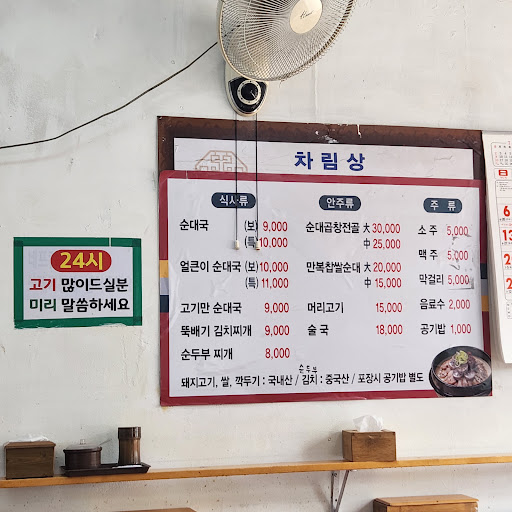 차림상
식사류
순대국 (보) 9,000
(특) 10,000
얼큰이 순대국 (보) 10,000
(특) 11,000
고기만 순대국 9,000
뚝배기 김치찌개 9,000
순두부 찌개 8,000
안주류
순대곱창전골 大 30,000
中 25,000
만복찹쌀순대 大 20,000
中 15,000
머리고기 15,000
술국 18,000
주류
소주 5,000
맥주 5,000
막걸리 5,000
음료수 2,000
공기밥 1,000
순두부
돼지고기, 쌀, 깍두기 : 국내산 / 김치 : 중국산 / 포장시 공기밥 별도
24시
고기 많이드실분
미리 말씀하세요